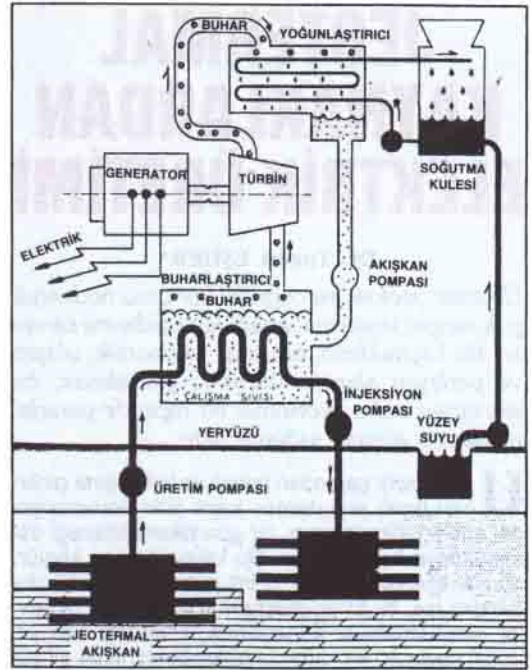 BUHAR
YOĞUNLAŞTIRICI
GENERATOR
TÜRBİN
SOĞUTMA
KULESİ
ELEKTRİK
BUHARLAŞTIRICI
BUHAR
AKIŞKAN
POMPASI
ÇALIŞMA SIVISI
İNJEKSİYON
POMPASI
YERYÜZÜ
YÜZEY
SUYU
ÜRETİM POMPASI
JEOTERMAL
AKIŞKAN